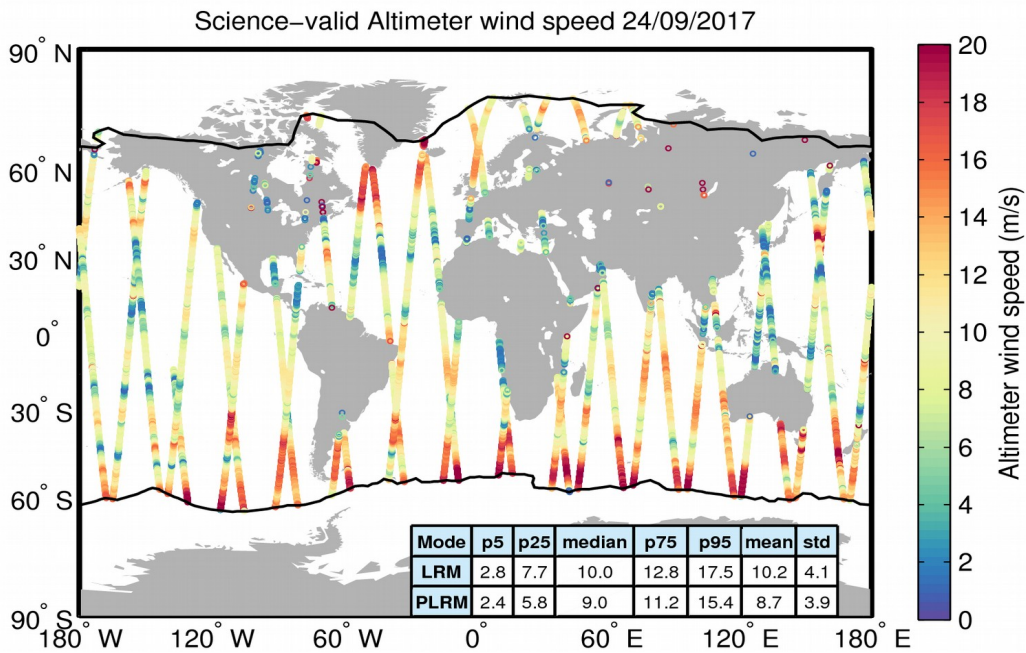 Science−valid Altimeter wind speed 24/09/2017
90° N
60° N
30° N
0°
30° S
60° S
90° S
180° W
120° W
60° W
0°
60° E
120° E
180° E
Mode p5 p25 median p75 p95 mean std
LRM 2.8 7.7 10.0 12.8 17.5 10.2 4.1
PLRM 2.4 5.8 9.0 11.2 15.4 8.7 3.9
20
18
16
14
12
10
8
6
4
2
0
Altimeter wind speed (m/s)